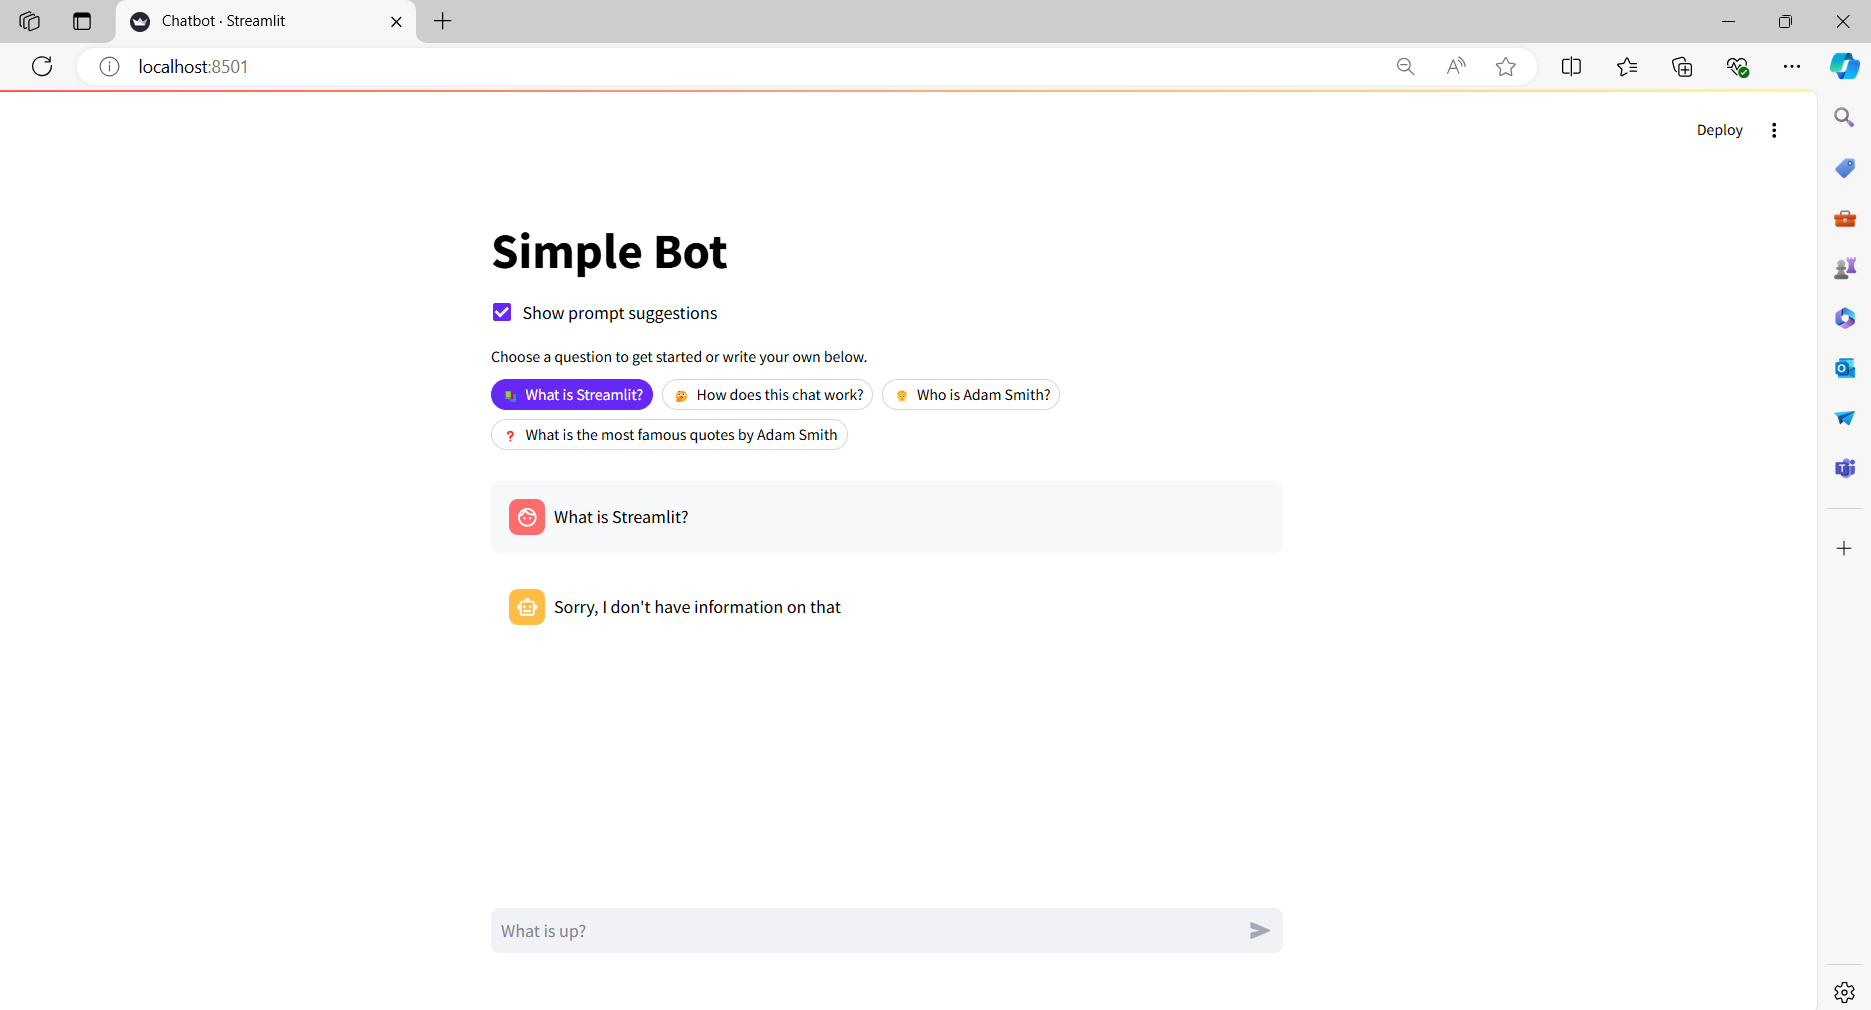 Chatbot · Streamlit
localhost:8501
Deploy
Simple Bot
Show prompt suggestions
Choose a question to get started or write your own below.
What is Streamlit?
How does this chat work?
Who is Adam Smith?
❓ What is the most famous quotes by Adam Smith
What is Streamlit?
Sorry, I don't have information on that
What is up?